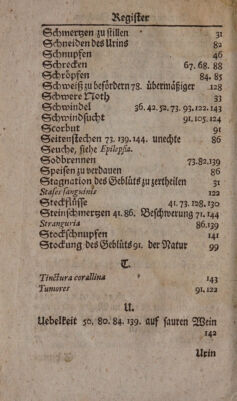 Register
Schmertzen zu stillen 31
Schneiden des Urins 82
Schnupfen 46
Schrecken 67. 68. 88
Schröpfen 84. 85
Schweiß zu befördern 78. übermäßiger 128
Schwere Noth 33
Schwindel 36. 42. 52. 73. 93. 122. 143
Schwindsucht 91. 105. 124
Scorbut 91
Seitenstechen 73. 139. 144. unechte 86
Seuche, siehe Epilepsia.
Sodbrennen 73. 82. 139
Speisen zu verdauen 86
Stagnation des Geblüts zu zertheilen 31
Stases sanguinis 122
Steckflüsse 41. 73. 128. 130
Steinschmertzen 41. 86. Beschwerung 71. 144
Stranguria 86. 139
Stockschnupfen 141
Stockung des Geblüts 91. der Natur 99
T.
Tinctura corallina 143
Tumores 91. 122
U.
Uebelkeit 50. 80. 84. 139. auf sauren Wein
142
Urin